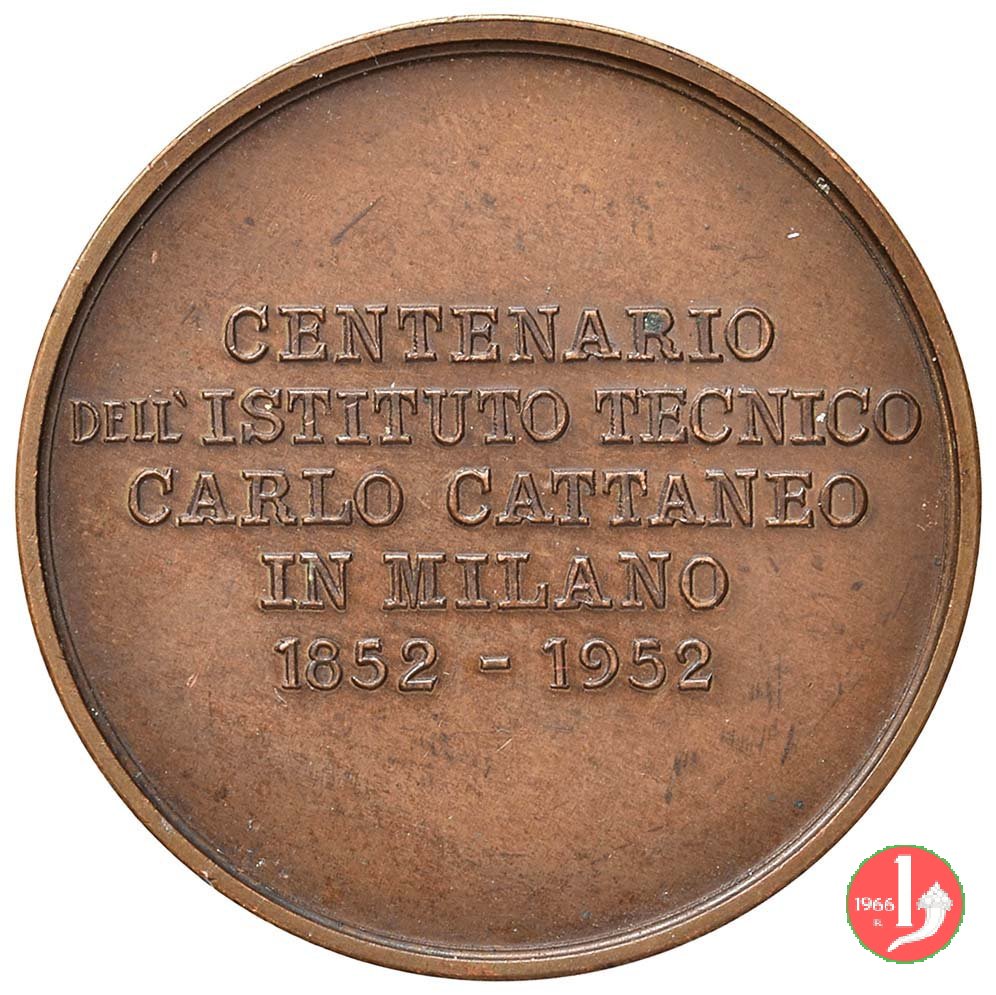 CENTENARIO
DELL'ISTITUTO TECNICO
CARLO CATTANEO
IN MILANO
1852 - 1952
1966
R.